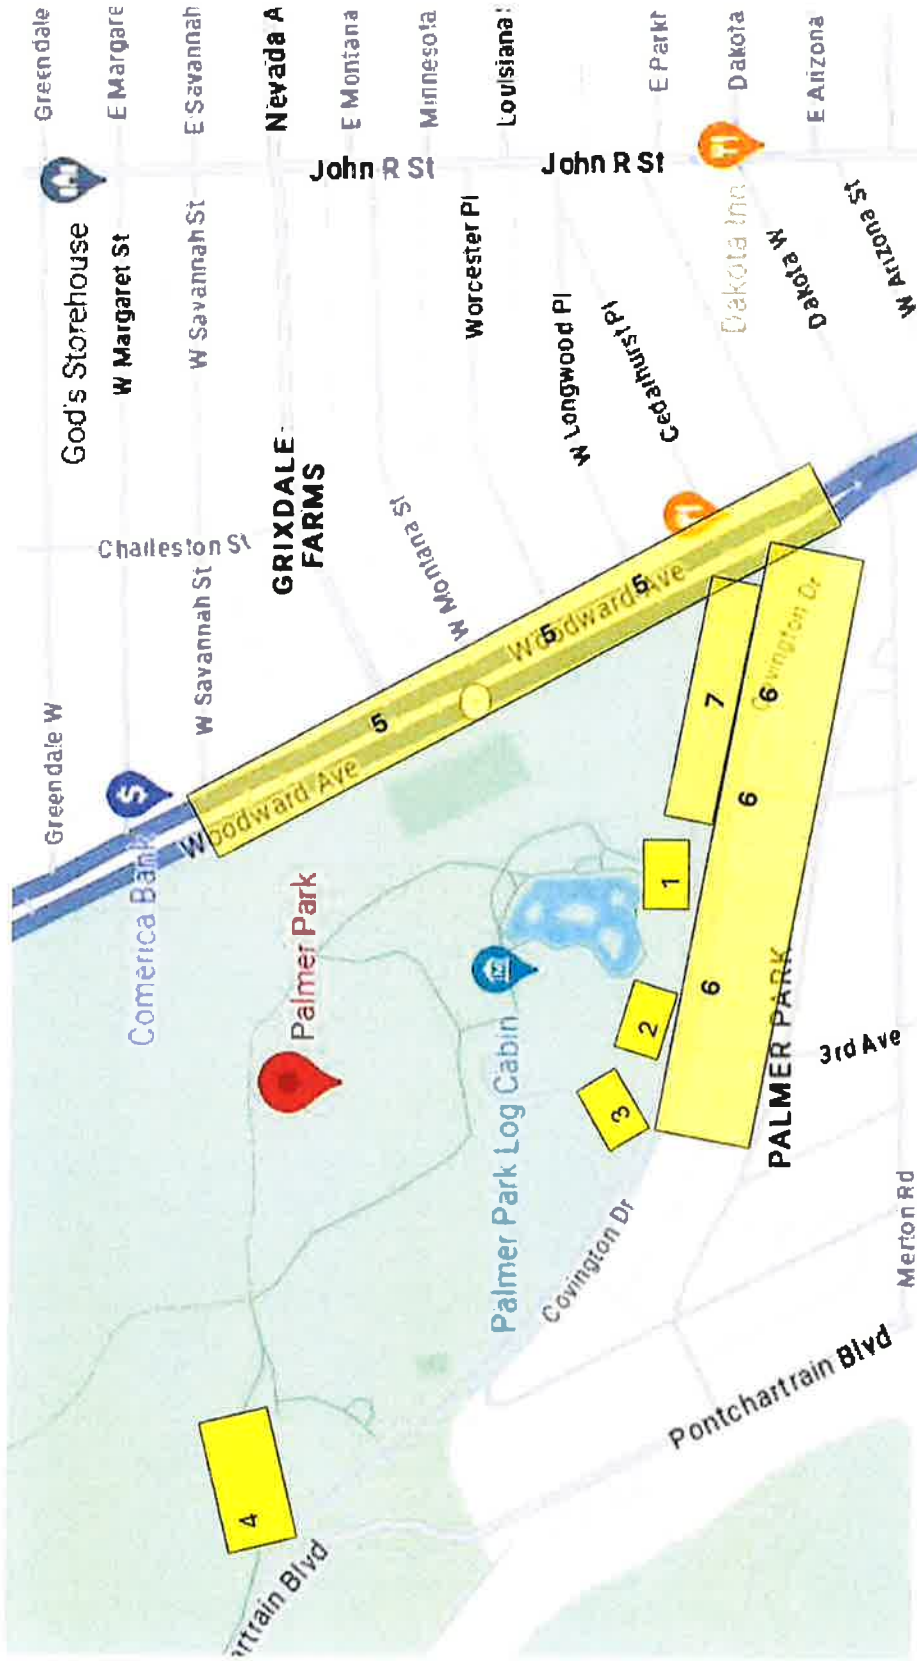 Greendale
E Margare
E Savannah
Nevada A
E Montana
Minnesota
Louisiana
E Park
Dakota
E Arizona
John R St
John R St
God's Storehouse
W Margaret St
W Savannah St
Worcester Pl
W Longwood Pl
Cedarhurst Pl
Dakota Inn
Dakota W
W Arizona St
GRIXDALE
FARMS
Charleston St
W Savannah St
W Montana St
Greendale W
$
Comerica Bank
Woodward Ave
Woodward Ave
5
5
5
Palmer Park
Palmer Park Log Cabin
1
2
3
4
7
6
6
6
Covington Dr
Covington Dr
PALMER PARK
3rd Ave
Merton Rd
Pontchartrain Blvd
rtrain Blvd